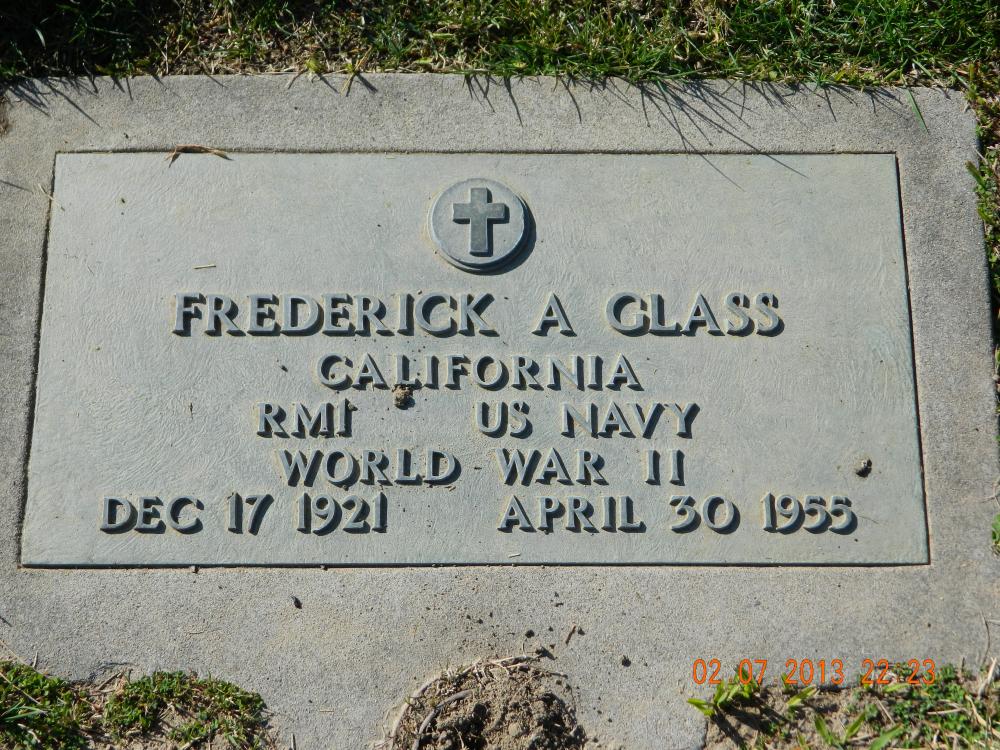 FREDERICK A GLASS
CALIFORNIA
RM1 US NAVY
WORLD WAR II
DEC 17 1921 APRIL 30 1955
02 07 2013 22:23